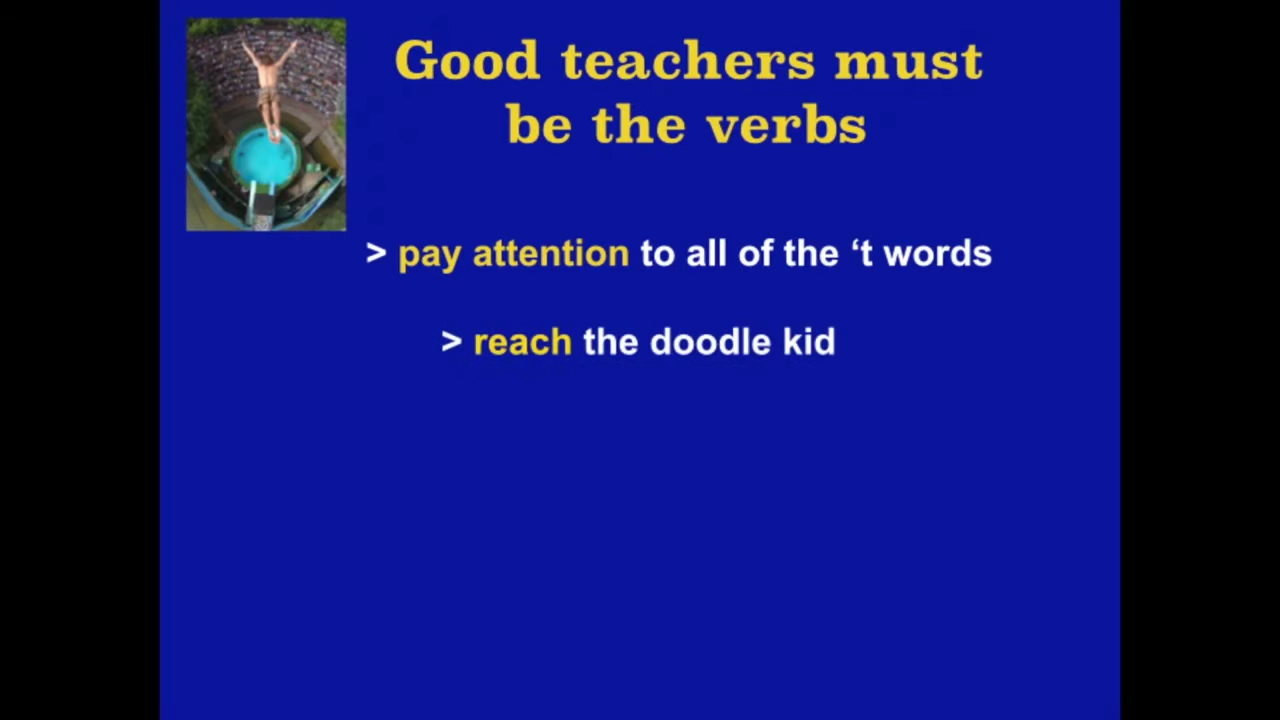 Good teachers must
be the verbs
> pay attention to all of the ‘t words
> reach the doodle kid